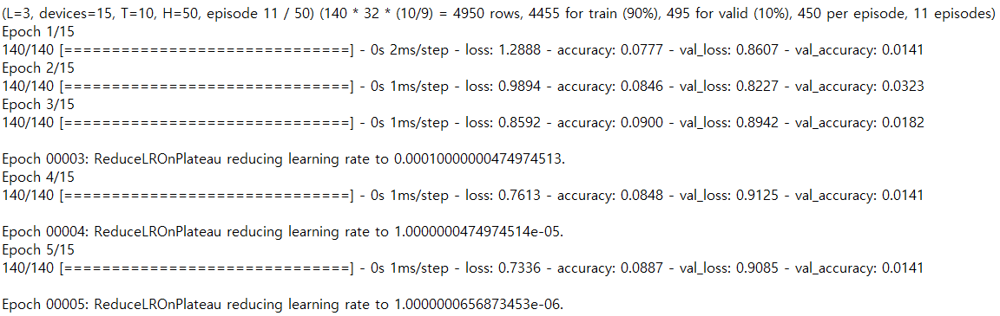 (L=3, devices=15, T=10, H=50, episode 11 / 50) (140 * 32 * (10/9) = 4950 rows, 4455 for train (90%), 495 for valid (10%), 450 per episode, 11 episodes)
Epoch 1/15
140/140 [==============================] - 0s 2ms/step - loss: 1.2888 - accuracy: 0.0777 - val_loss: 0.8607 - val_accuracy: 0.0141
Epoch 2/15
140/140 [==============================] - 0s 1ms/step - loss: 0.9894 - accuracy: 0.0846 - val_loss: 0.8227 - val_accuracy: 0.0323
Epoch 3/15
140/140 [==============================] - 0s 1ms/step - loss: 0.8592 - accuracy: 0.0900 - val_loss: 0.8942 - val_accuracy: 0.0182
Epoch 00003: ReduceLROnPlateau reducing learning rate to 0.00010000000474974513.
Epoch 4/15
140/140 [==============================] - 0s 1ms/step - loss: 0.7613 - accuracy: 0.0848 - val_loss: 0.9125 - val_accuracy: 0.0141
Epoch 00004: ReduceLROnPlateau reducing learning rate to 1.0000000474974514e-05.
Epoch 5/15
140/140 [==============================] - 0s 1ms/step - loss: 0.7336 - accuracy: 0.0887 - val_loss: 0.9085 - val_accuracy: 0.0141
Epoch 00005: ReduceLROnPlateau reducing learning rate to 1.0000000656873453e-06.